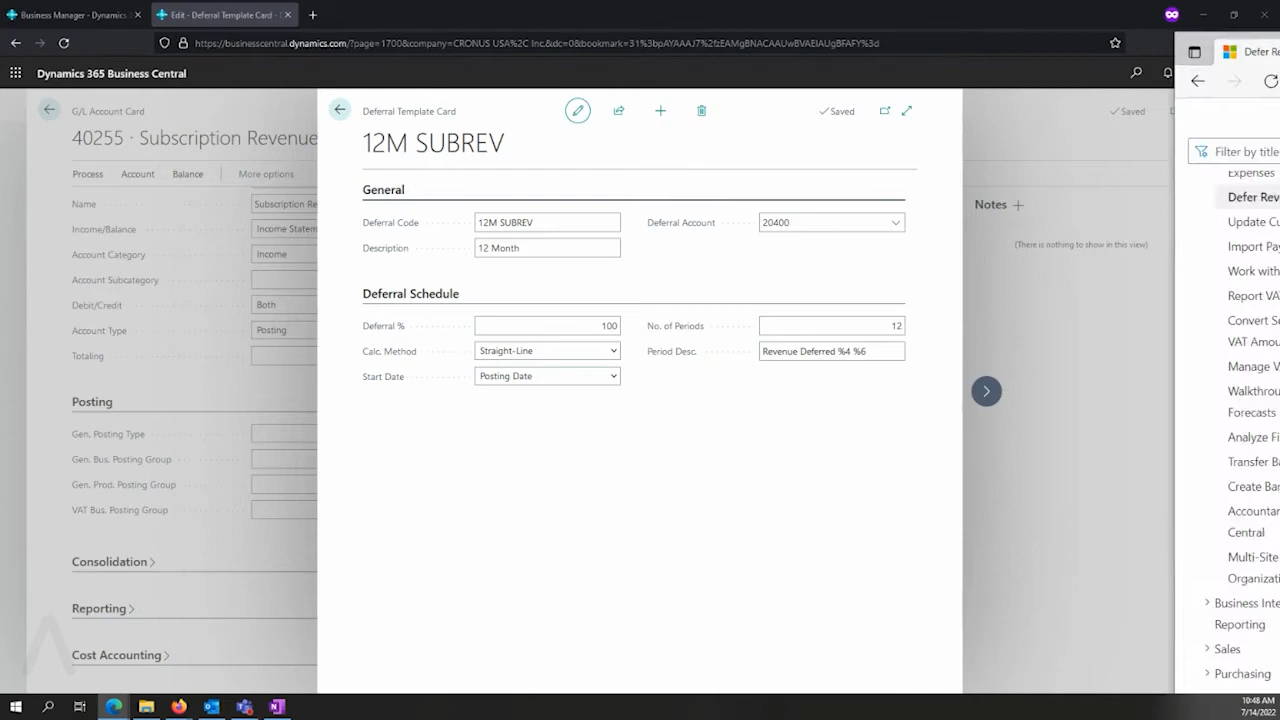 Business Manager - Dynamics
Edit - Deferral Template Card -
https://businesscentral.dynamics.com/?page=1700&company=CRONUS USA%2C Inc.&dc=0&bookmark=
Dynamics 365 Business Central
G/L Account Card
40255 · Subscription Revenue
Process
Account
Balance
More options
Name
Subscription Re
Income/Balance
Income Statem
Account Category
Income
Account Subcategory
Debit/Credit
Both
Account Type
Posting
Totaling
Posting
Gen. Posting Type
Gen. Bus. Posting Group
Gen. Prod. Posting Group
VAT Bus. Posting Group
Consolidation
Reporting
Cost Accounting
Deferral Template Card
Saved
12M SUBREV
General
Deferral Code
12M SUBREV
Deferral Account
20400
Description
12 Month
Deferral Schedule
Deferral %
100
No. of Periods
12
Calc. Method
Straight-Line
Period Desc.
Revenue Deferred %4 %6
Start Date
Posting Date
Saved
Notes
(There is nothing to show in this view)
Defer Re
Filter by title
Expenses
Defer Rev
Update Cu
Import Pay
Work with
Report VA
Convert Se
VAT Amou
Manage V
Walkthrou
Forecasts
Analyze Fi
Transfer Ba
Create Ban
Accountan
Central
Multi-Site
Organizati
Business Inte
Reporting
Sales
Purchasing
10:48 AM
7/14/2022